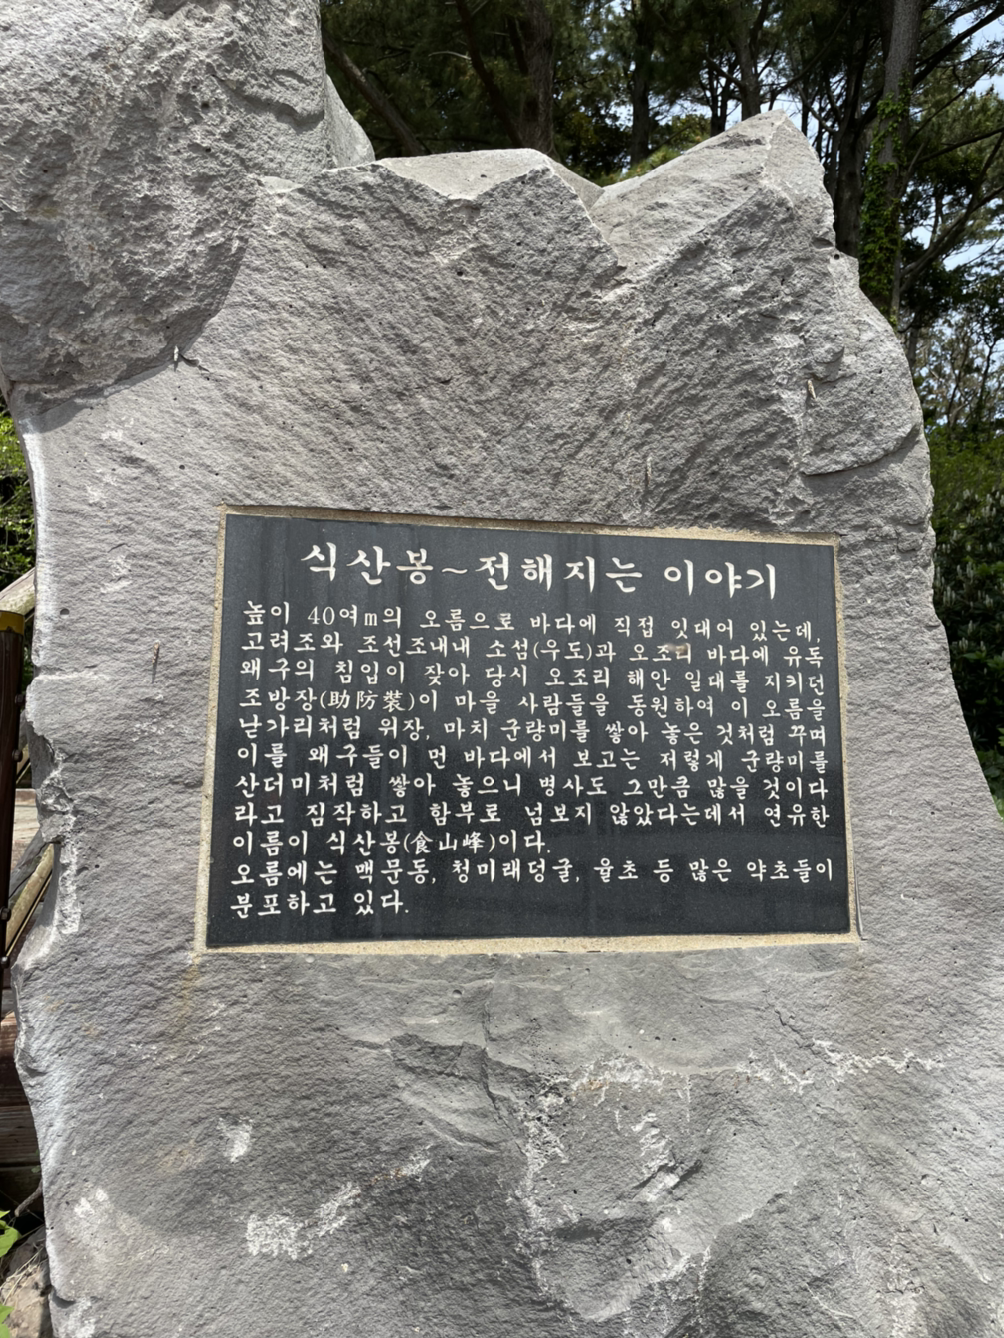 식산봉~전해지는 이야기
높이 40여m의 오름으로 바다에 직접 잇대어 있는데,
고려조와 조선조내내 소섬(우도)과 오조리 바다에 유독
왜구의 침입이 잦아 당시 오조리 해안 일대를 지키던
조방장(助防裝)이 마을 사람들을 동원하여 이 오름을
낟가리처럼 위장, 마치 군량미를 쌓아 놓은 것처럼 꾸며
이를 왜구들이 먼 바다에서 보고는 저렇게 군량미를
산더미처럼 쌓아 놓으니 병사도 그만큼 많을 것이다
라고 짐작하고 함부로 넘보지 않았다는데서 연유한
이름이 식산봉(食山峰)이다.
오름에는 맥문동, 청미래덩굴, 율초 등 많은 약초들이
분포하고 있다.